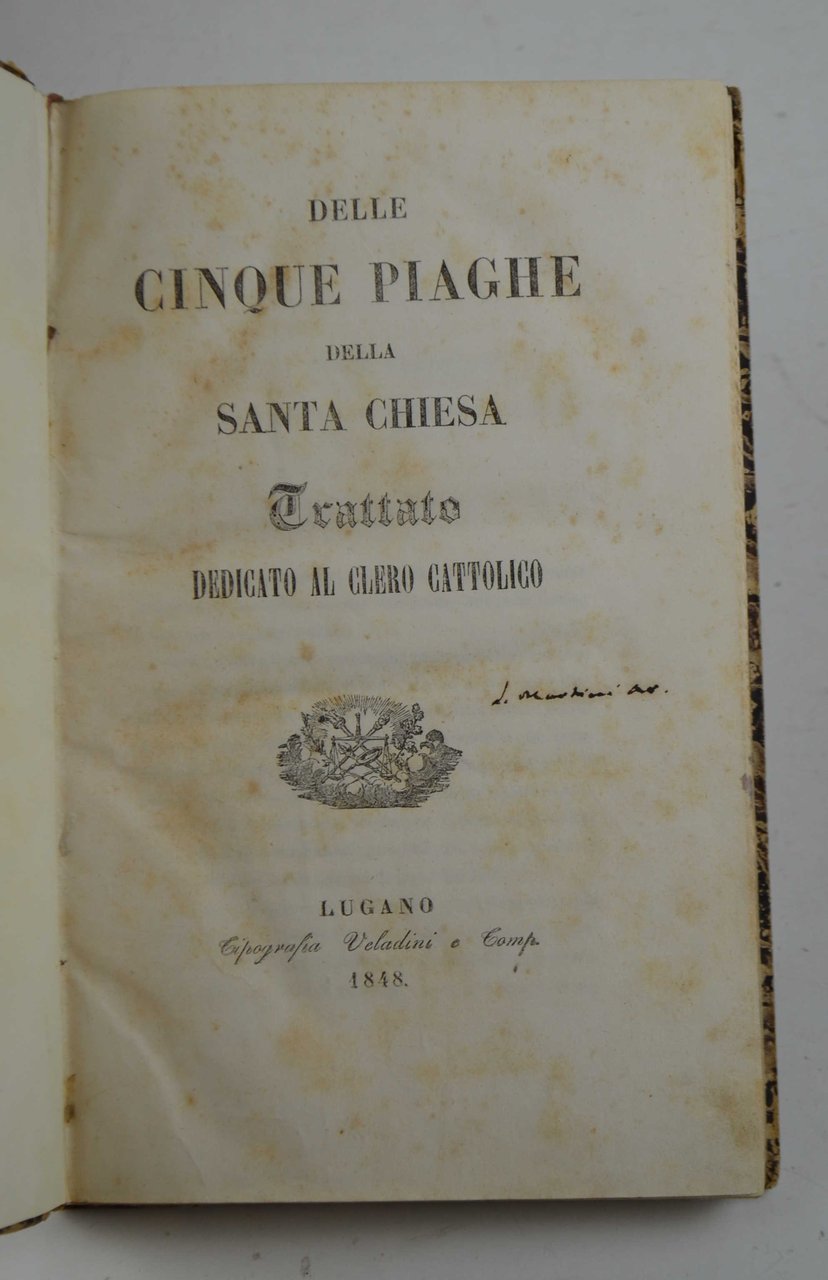 DELLE
CINQUE PIAGHE
DELLA
SANTA CHIESA
Trattato
DEDICATO AL CLERO CATTOLICO
LUGANO
Tipografia Veladini e Comp.
1848.